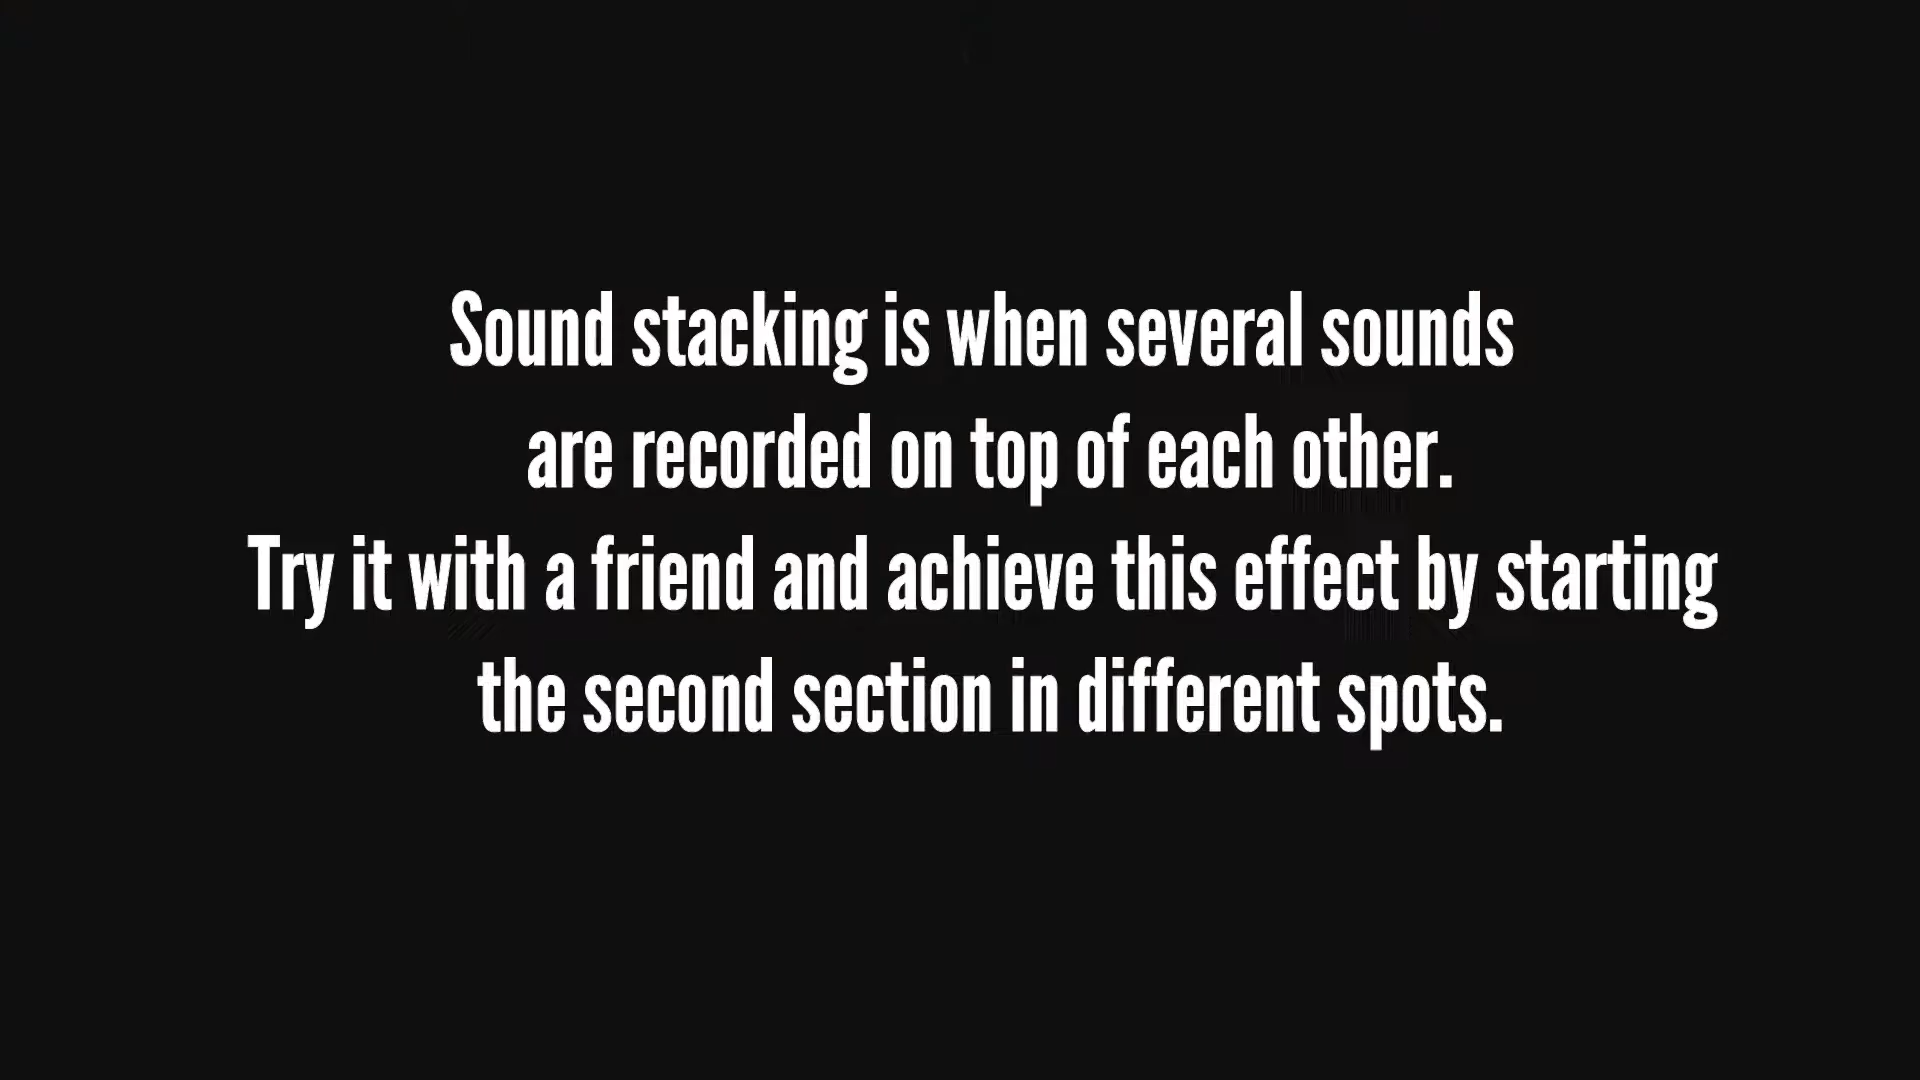 Sound stacking is when several sounds
are recorded on top of each other.
Try it with a friend and achieve this effect by starting
the second section in different spots.